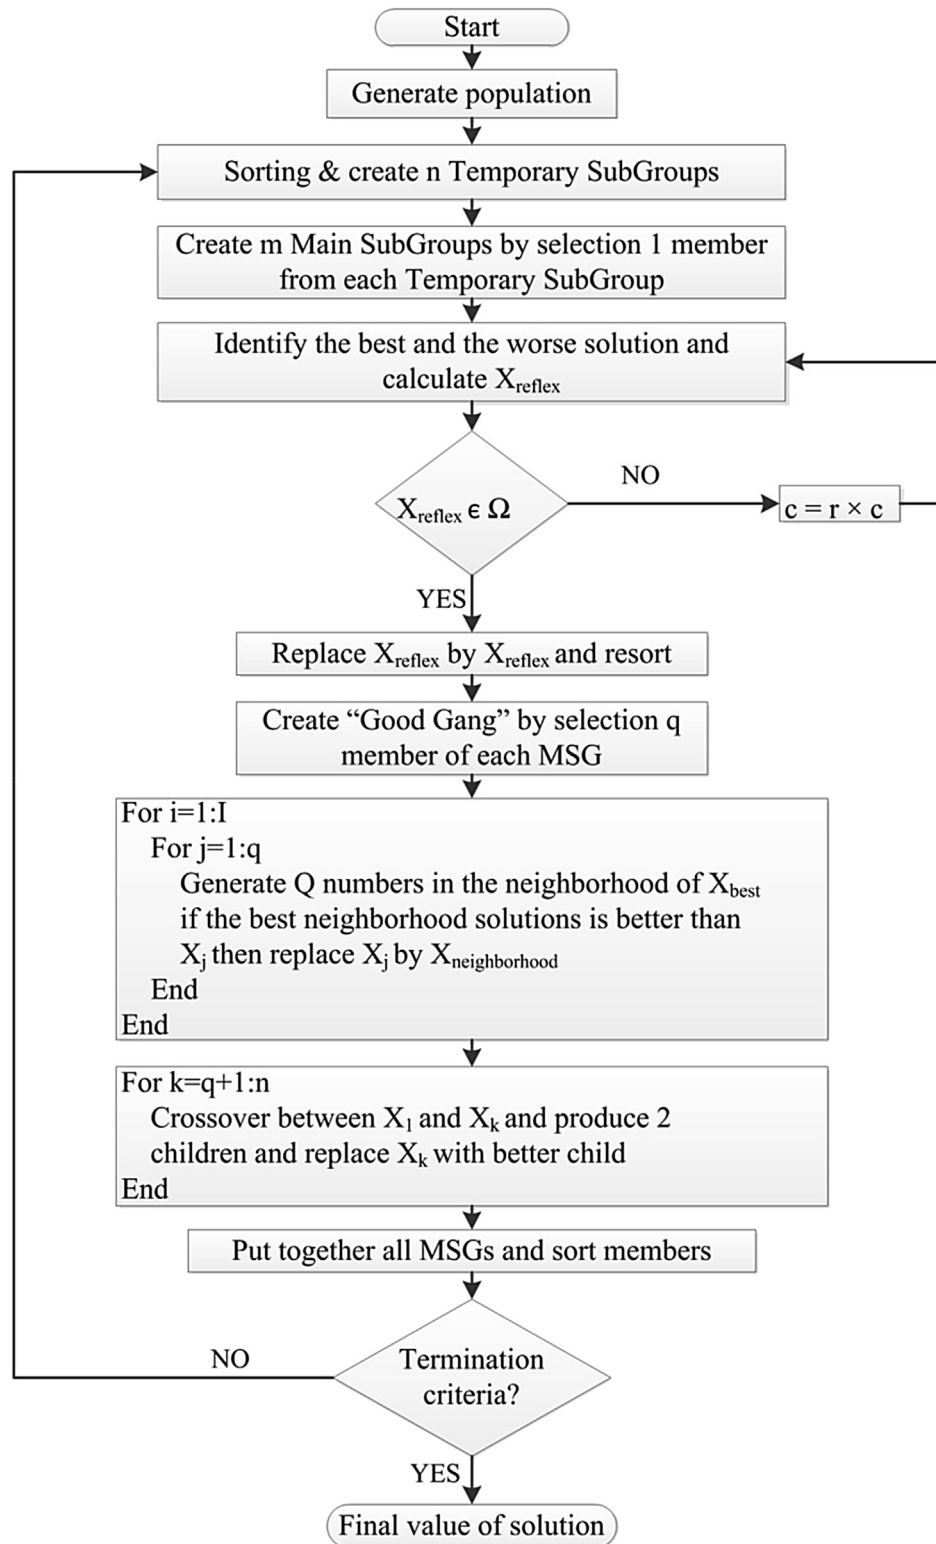 Start
Generate population
Sorting & create n Temporary SubGroups
Create m Main SubGroups by selection 1 member
from each Temporary SubGroup
Identify the best and the worse solution and
calculate Xreflex
NO
Xreflex ϵ Ω
c = r × c
YES
Replace Xreflex by Xreflex and resort
Create “Good Gang” by selection q
member of each MSG
For i=1:I
For j=1:q
Generate Q numbers in the neighborhood of Xbest
if the best neighborhood solutions is better than
Xj then replace Xj by Xneighborhood
End
End
For k=q+1:n
Crossover between X1 and Xk and produce 2
children and replace Xk with better child
End
Put together all MSGs and sort members
NO
Termination
criteria?
YES
Final value of solution